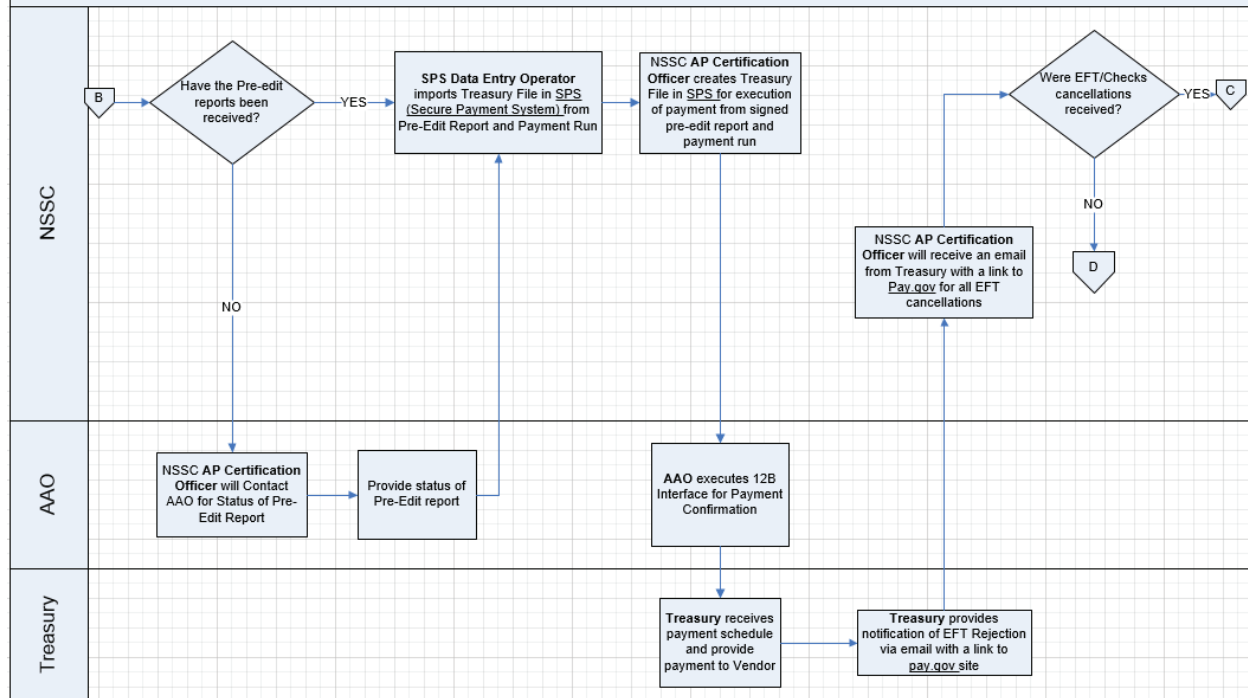 NSSC
B
Have the Pre-edit
reports been
received?
YES
SPS Data Entry Operator
imports Treasury File in SPS
(Secure Payment System) from
Pre-Edit Report and Payment Run
NSSC AP Certification
Officer creates Treasury
File in SPS for execution
of payment from signed
pre-edit report and
payment run
Were EFT/Checks
cancellations
received?
YES
C
NO
D
NSSC AP Certification
Officer will receive an email
from Treasury with a link to
Pay.gov for all EFT
cancellations
NO
AAO
NSSC AP Certification
Officer will Contact
AAO for Status of Pre-
Edit Report
Provide status of
Pre-Edit report
AAO executes 12B
Interface for Payment
Confirmation
Treasury
Treasury receives
payment schedule
and provide
payment to Vendor
Treasury provides
notification of EFT Rejection
via email with a link to
pay.gov site